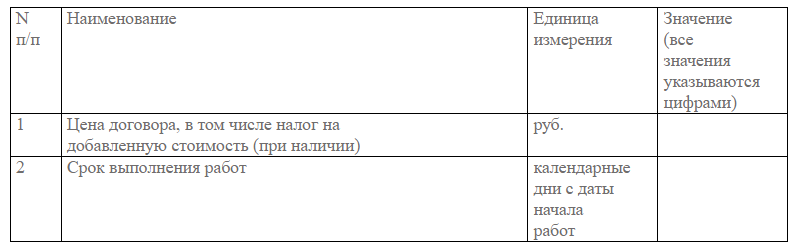 N п/п
Наименование
Единица измерения
Значение (все значения указываются цифрами)
1
Цена договора, в том числе налог на
добавленную стоимость (при наличии)
руб.
2
Срок выполнения работ
календарные
дни с даты
начала
работ